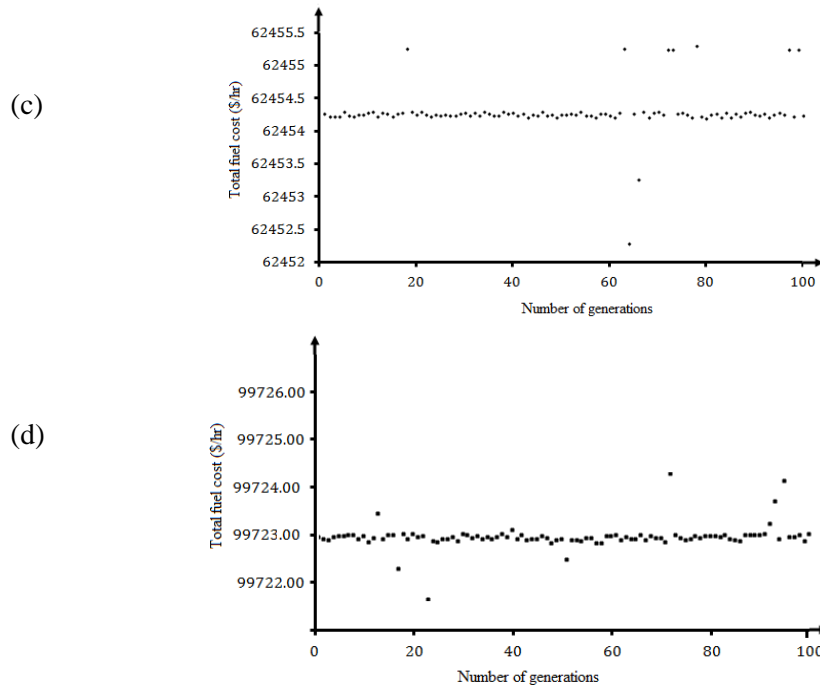 (c)
Total fuel cost ($/hr)
62455.5
62455
62454.5
62454
62453.5
62453
62452.5
62452
0 20 40 60 80 100
Number of generations
(d)
Total fuel cost ($/hr)
99726.00
99725.00
99724.00
99723.00
99722.00
0 20 40 60 80 100
Number of generations